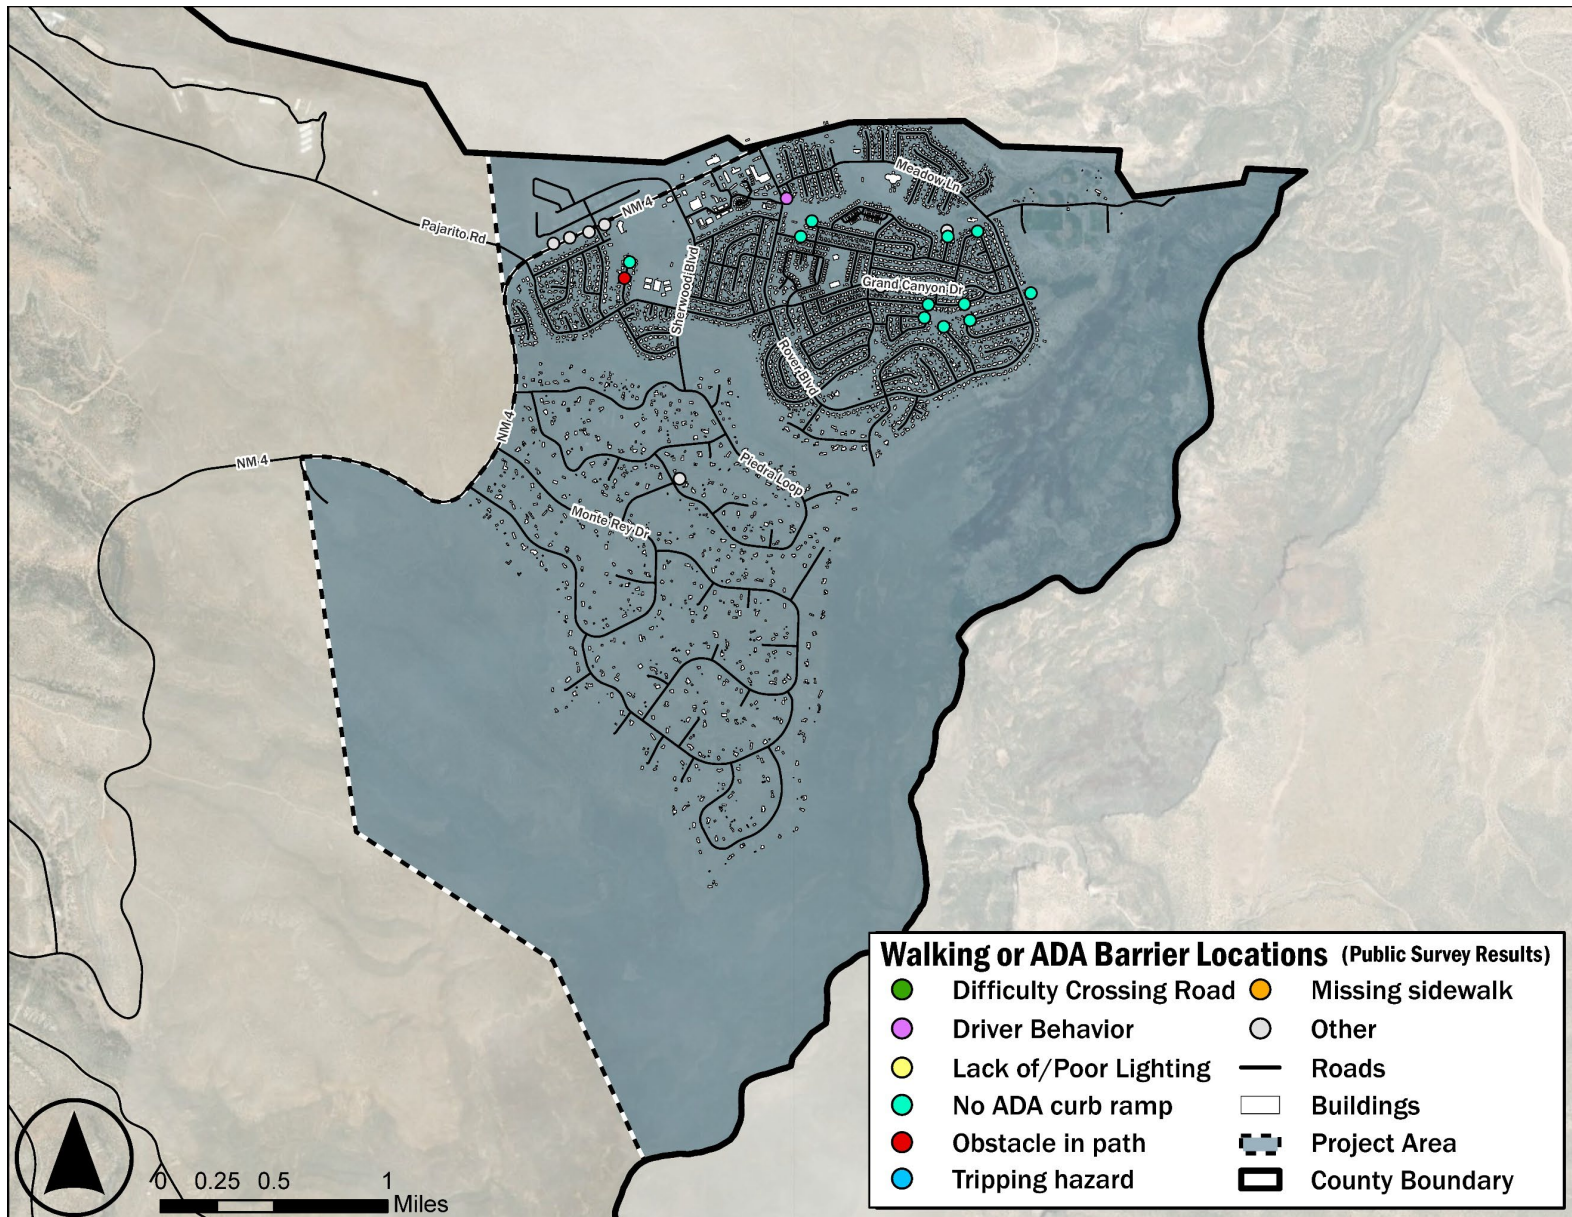 Meadow Ln
NM 4
Pajarito Rd
Sherwood Blvd
Grand Canyon Dr
Rover Blvd
NM 4
NM 4
Piedra Loop
Monte Rey Dr
Walking or ADA Barrier Locations (Public Survey Results)
Difficulty Crossing Road
Missing sidewalk
Driver Behavior
Other
Lack of/Poor Lighting
Roads
No ADA curb ramp
Buildings
Obstacle in path
Project Area
Tripping hazard
County Boundary
0 0.25 0.5 1
Miles